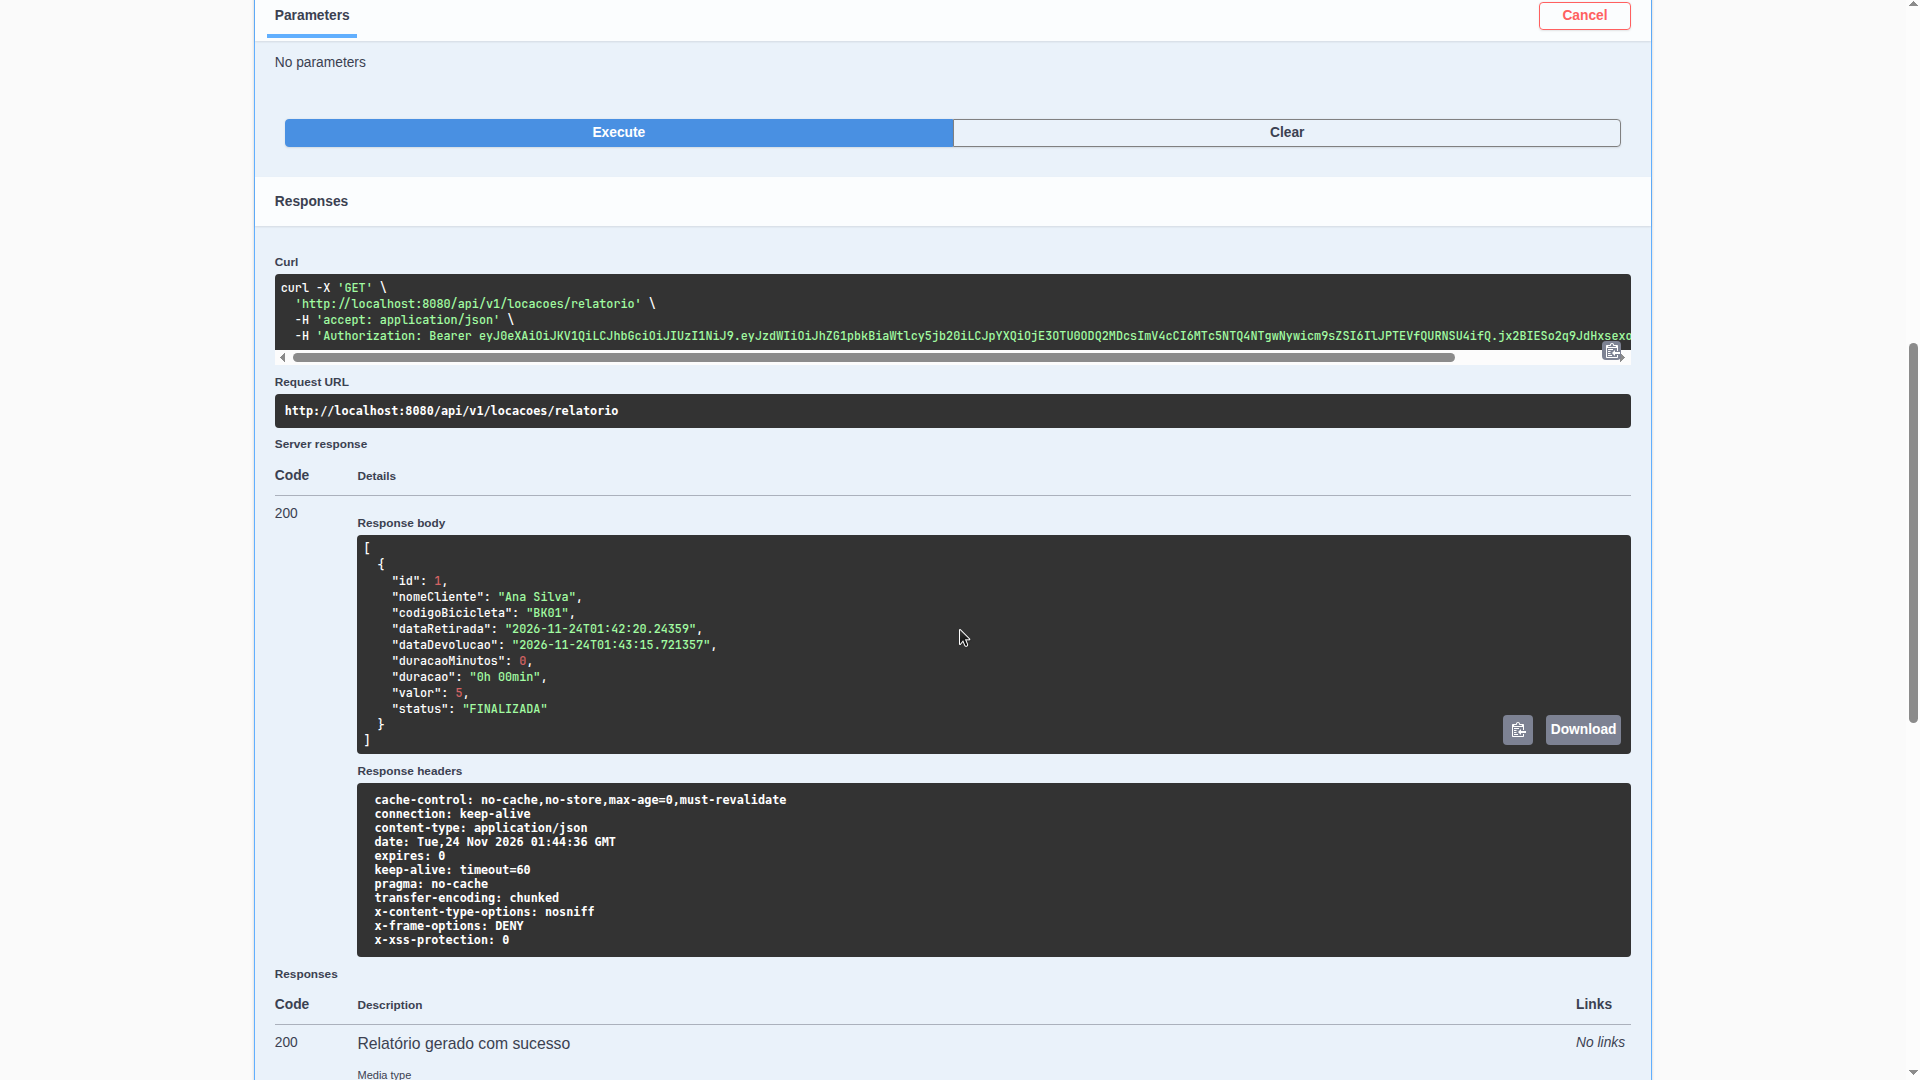 Parameters
Cancel
No parameters
Execute
Clear
Responses
Curl
curl -X 'GET' \
'http://localhost:8080/api/v1/locacoes/relatorio' \
-H 'accept: application/json' \
-H 'Authorization: Bearer eyJ0eXAiOiJKV1QiLCJhbGciOiJIUzI1NiJ9.eyJzdWIiOiJhZG1pbkBiaWtlcy5jb20iLCJpYXQiOjE3OTU0ODQ2MDcsImV4cCI6MTc5NTQ4NTgwNywicm9sZSI6IlJPTEVfQURNSU4ifQ.jx2BIESo2q9JdHxsexo
Request URL
http://localhost:8080/api/v1/locacoes/relatorio
Server response
Code
Details
200
Response body
[
{
"id": 1,
"nomeCliente": "Ana Silva",
"codigoBicicleta": "BK01",
"dataRetirada": "2026-11-24T01:42:20.24359",
"dataDevolucao": "2026-11-24T01:43:15.721357",
"duracaoMinutos": 0,
"duracao": "0h 00min",
"valor": 5,
"status": "FINALIZADA"
}
]
Download
Response headers
cache-control: no-cache,no-store,max-age=0,must-revalidate
connection: keep-alive
content-type: application/json
date: Tue,24 Nov 2026 01:44:36 GMT
expires: 0
keep-alive: timeout=60
pragma: no-cache
transfer-encoding: chunked
x-content-type-options: nosniff
x-frame-options: DENY
x-xss-protection: 0
Responses
Code
Description
Links
200
Relatório gerado com sucesso
No links
Media type